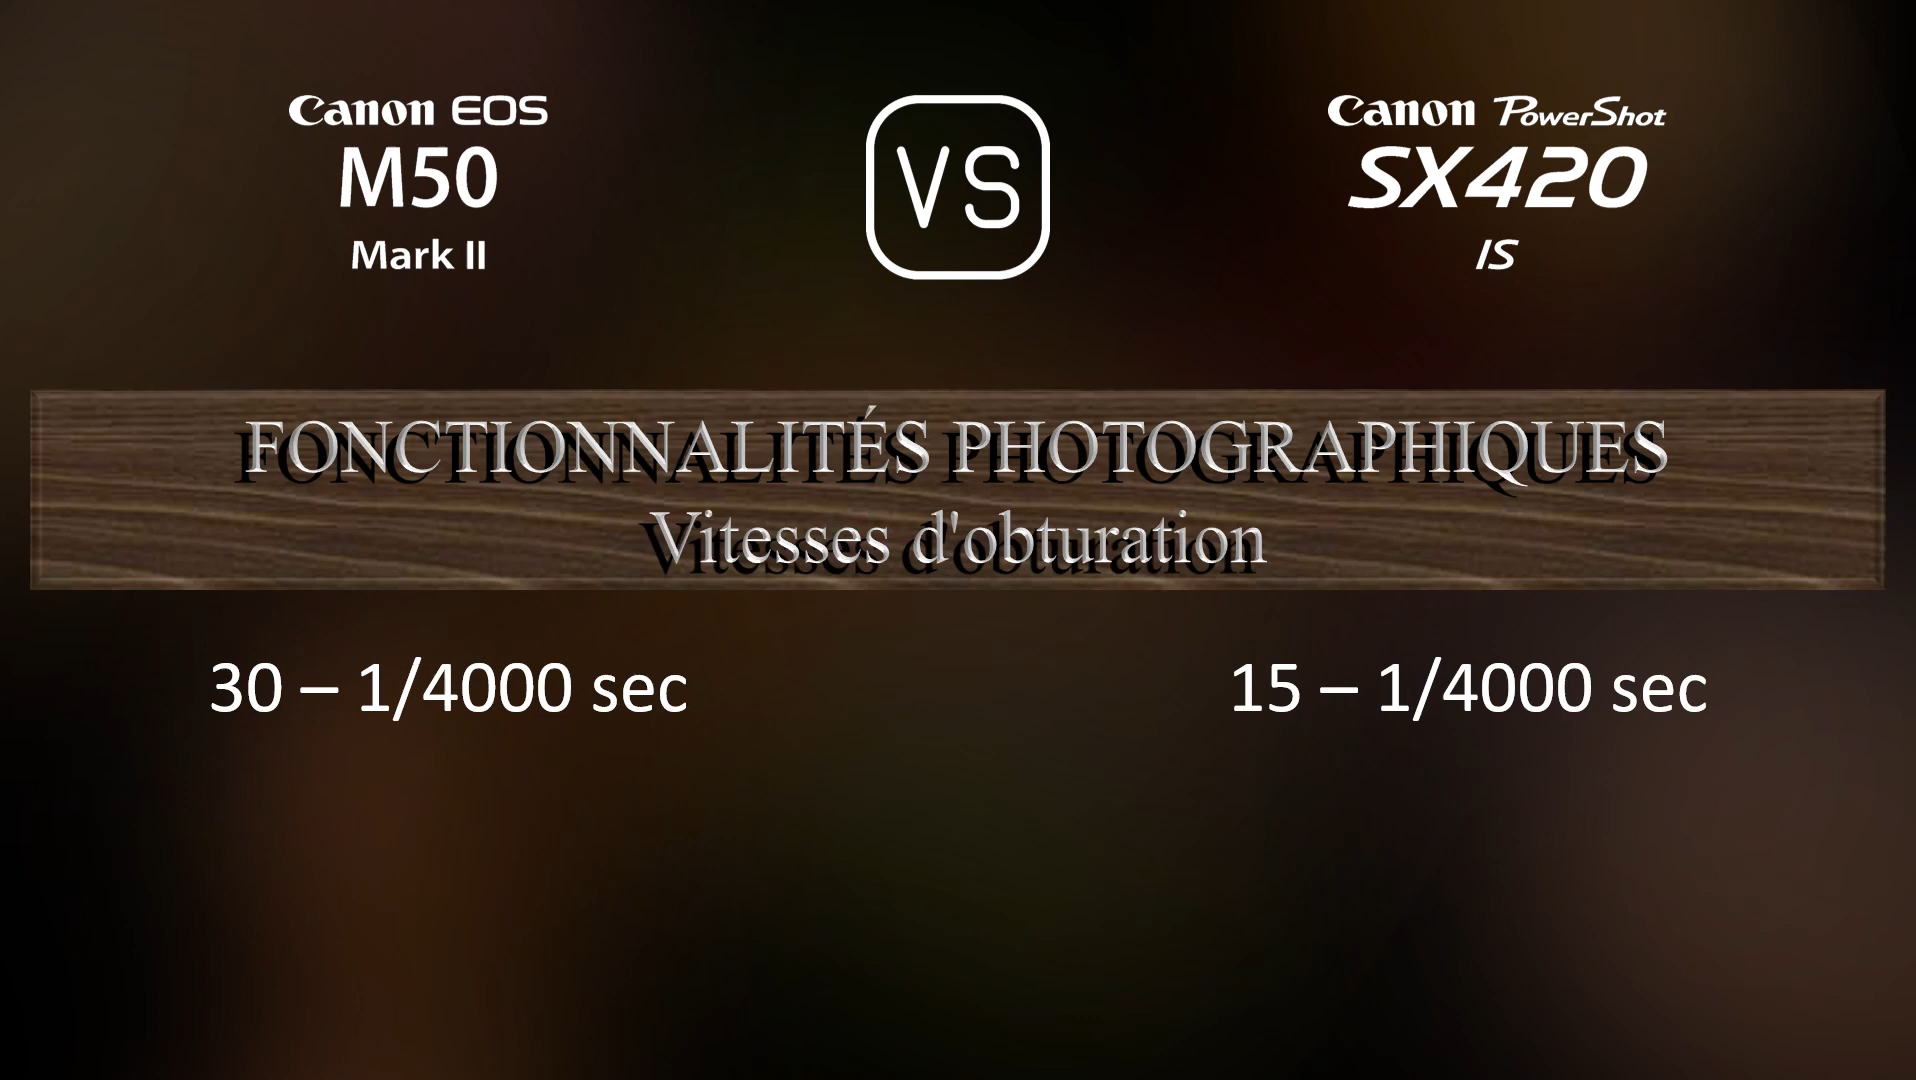 Canon EOS
M50
Mark II
VS
Canon PowerShot
SX420
IS
FONCTIONNALITÉS PHOTOGRAPHIQUES
Vitesses d'obturation
30 – 1/4000 sec
15 – 1/4000 sec